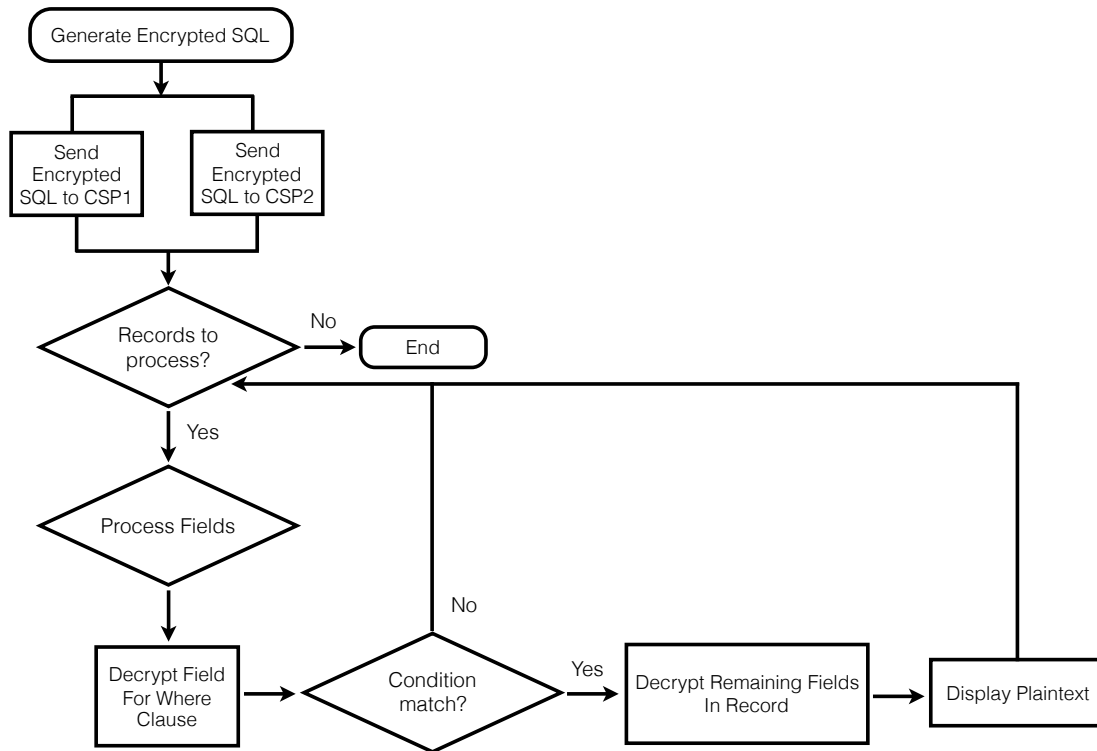 Generate Encrypted SQL
Send
Encrypted
SQL to CSP1
Send
Encrypted
SQL to CSP2
Records to
process?
No
End
Yes
Process Fields
No
Decrypt Field
For Where
Clause
Condition
match?
Yes
Decrypt Remaining Fields
In Record
Display Plaintext